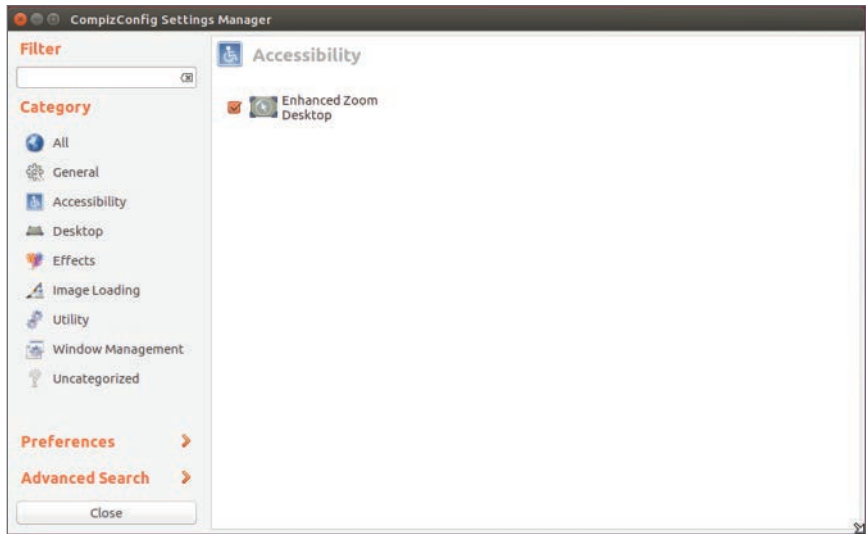 CompizConfig Settings Manager
Filter
Category
All
General
Accessibility
Desktop
Effects
Image Loading
Utility
Window Management
Uncategorized
Preferences
Advanced Search
Close
Accessibility
Enhanced Zoom
Desktop